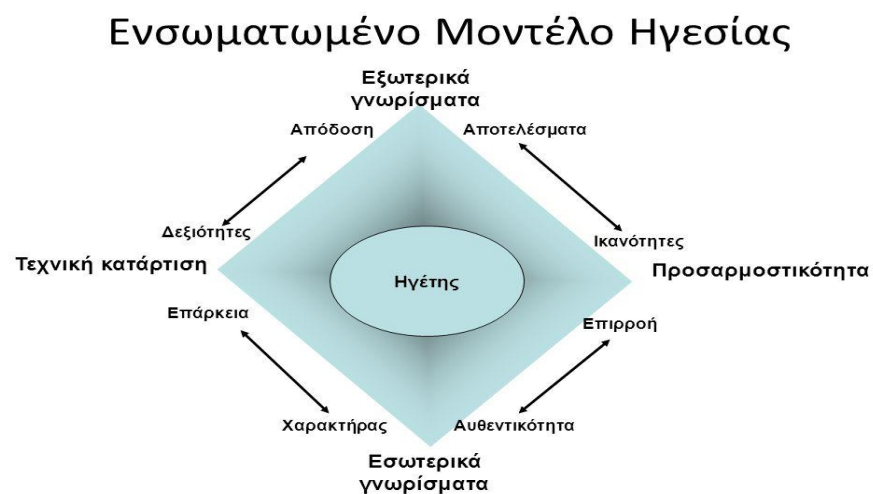 Ενσωματωμένο Μοντέλο Ηγεσίας
Εξωτερικά
γνωρίσματα
Απόδοση
Αποτελέσματα
Δεξιότητες
Ικανότητες
Τεχνική κατάρτιση
Προσαρμοστικότητα
Ηγέτης
Επάρκεια
Επιρροή
Χαρακτήρας
Αυθεντικότητα
Εσωτερικά
γνωρίσματα